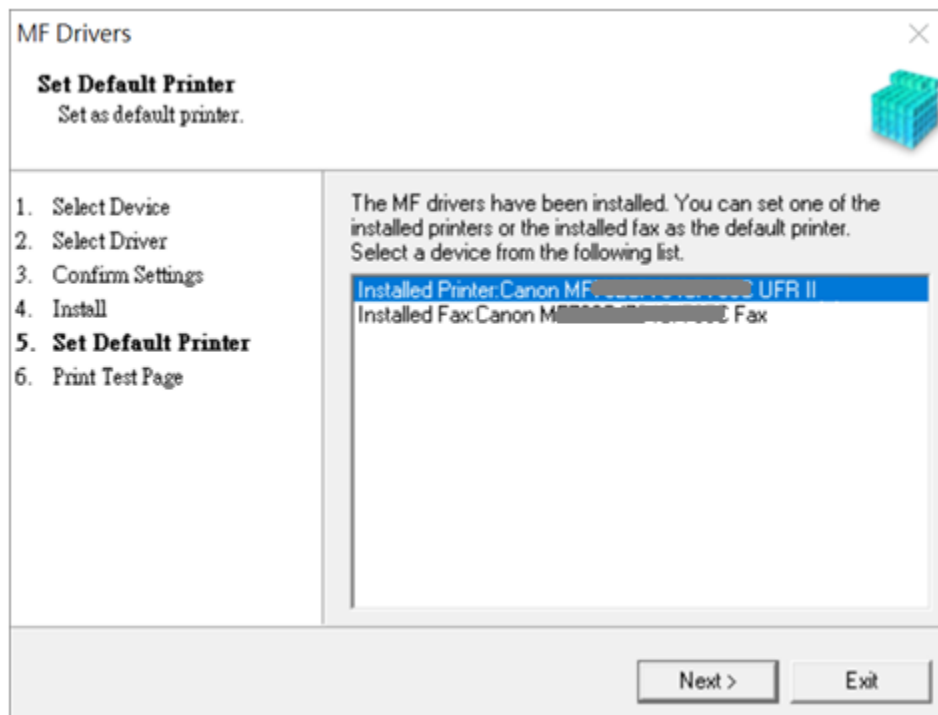 MF Drivers
Set Default Printer
Set as default printer.
1. Select Device
2. Select Driver
3. Confirm Settings
4. Install
5. Set Default Printer
6. Print Test Page
The MF drivers have been installed. You can set one of the
installed printers or the installed fax as the default printer.
Select a device from the following list.
Installed Printer:Canon UFR II
Installed Fax:Canon Fax
Next >
Exit